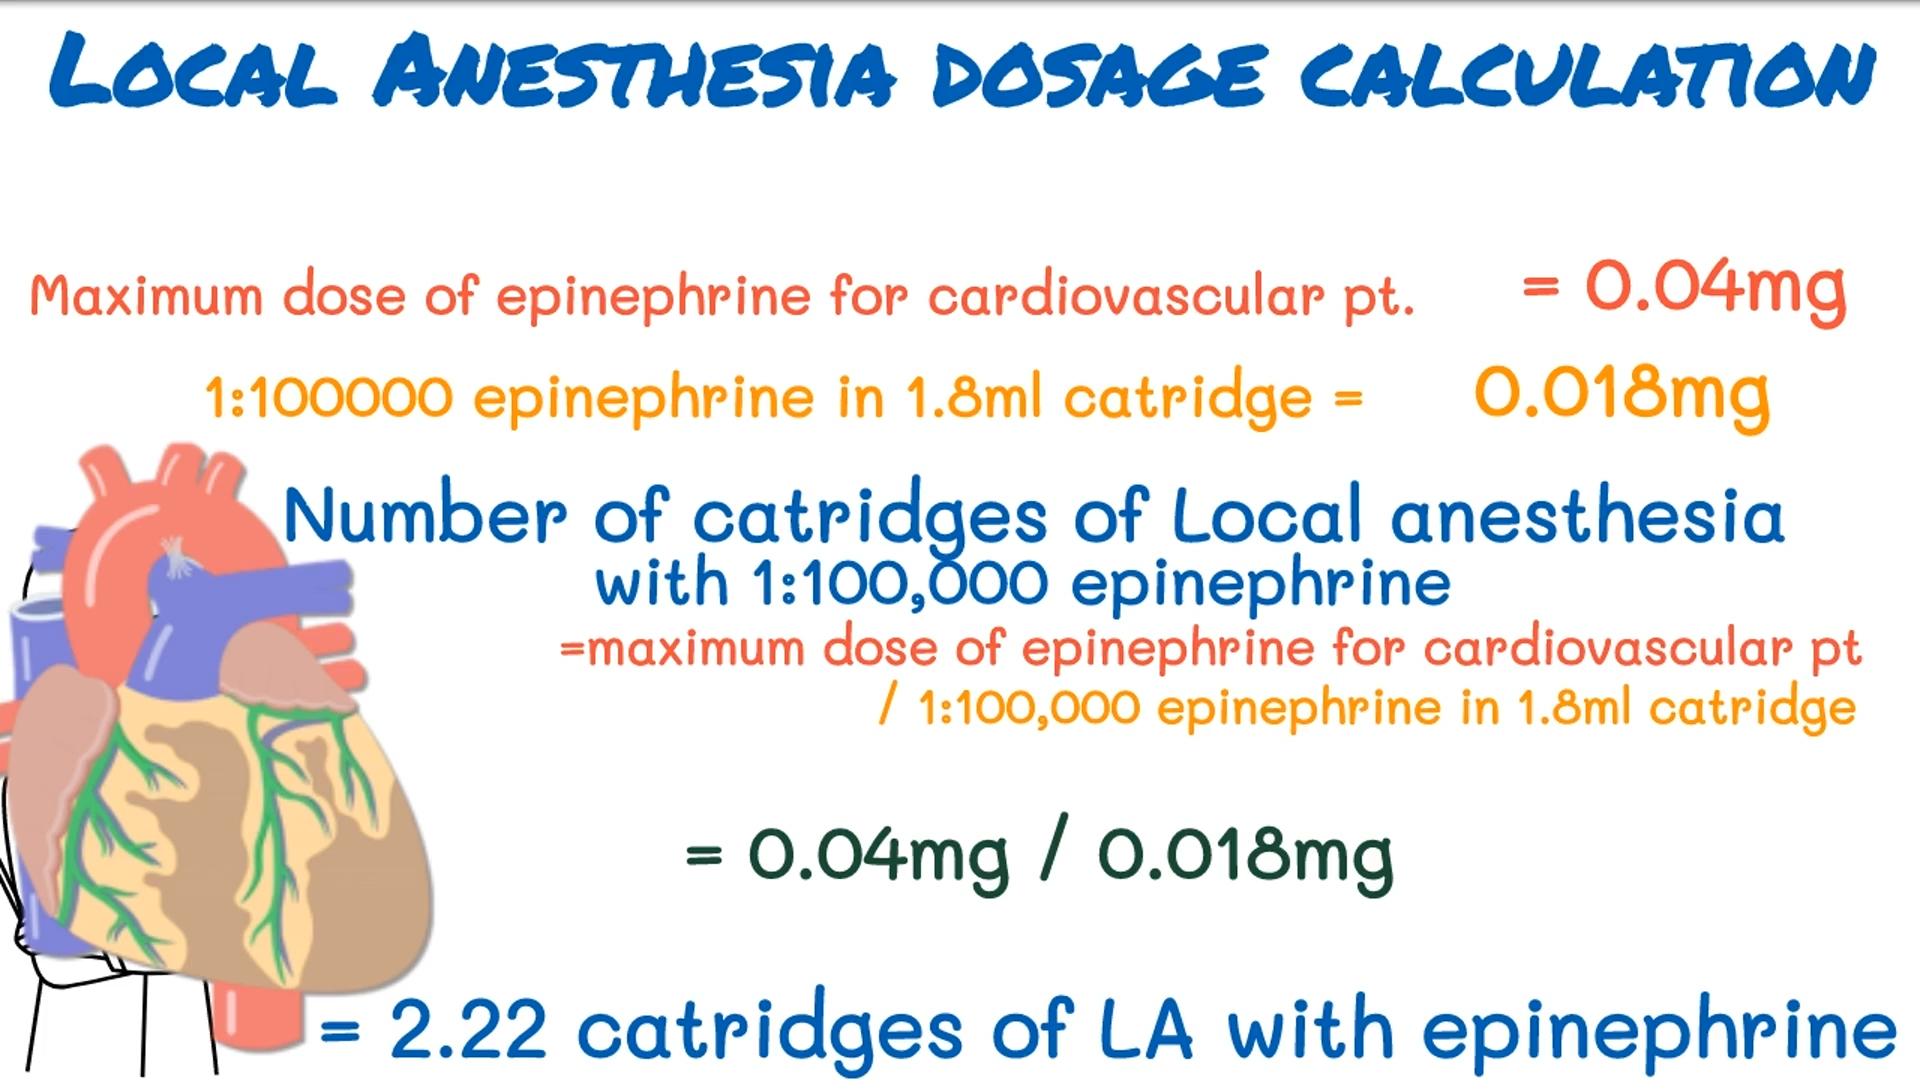 Local Anesthesia dosage calculation
Maximum dose of epinephrine for cardiovascular pt. = 0.04mg
1:100000 epinephrine in 1.8ml catridge = 0.018mg
Number of catridges of Local anesthesia
with 1:100,000 epinephrine
=maximum dose of epinephrine for cardiovascular pt
/ 1:100,000 epinephrine in 1.8ml catridge
= 0.04mg / 0.018mg
= 2.22 catridges of LA with epinephrine